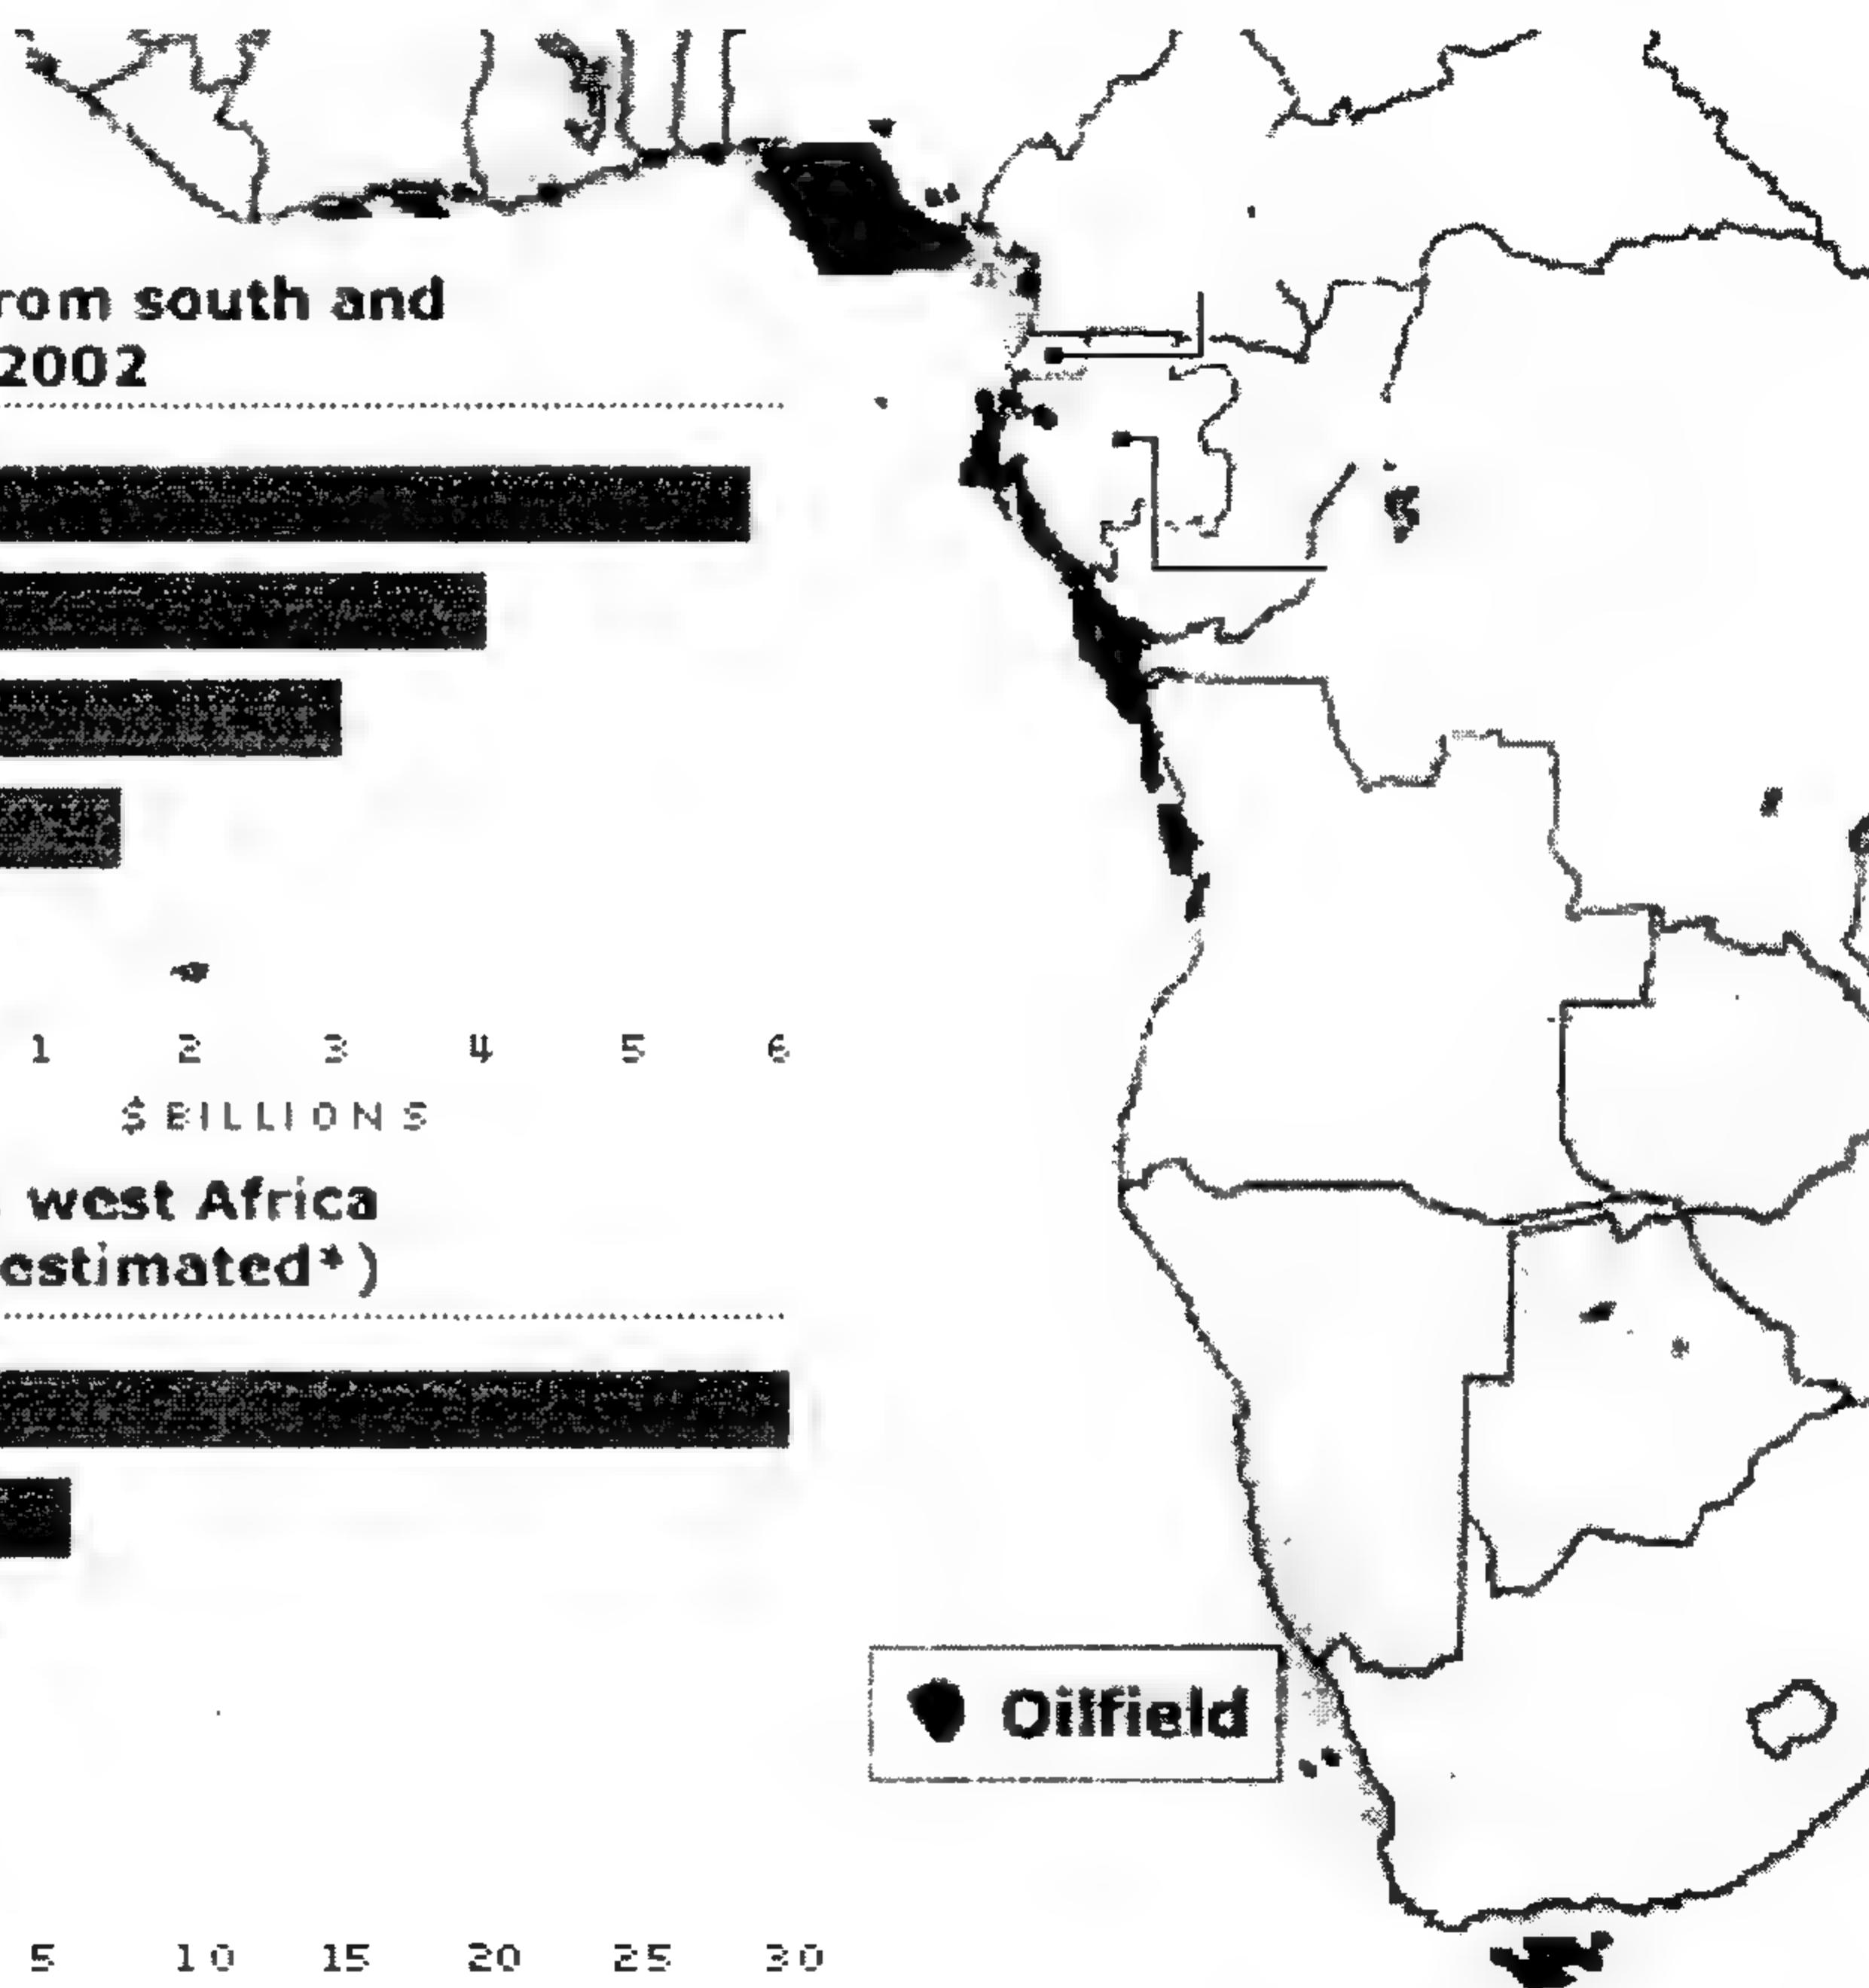 rom south and
2002
1 2 3 4 5 6
$BILLIONS
west Africa
estimated*)
Oilfield
5 10 15 20 25 30